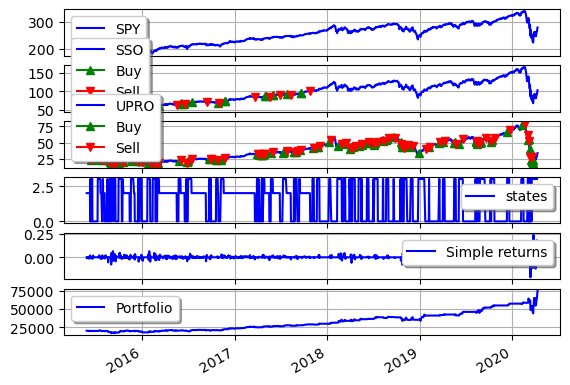 300
200
SPY
150
100
50
SSO
Buy
Sell
75
50
25
UPRO
Buy
Sell
2.5
0.0
states
0.25
0.00
Simple returns
75000
50000
25000
Portfolio
2016 2017 2018 2019 2020